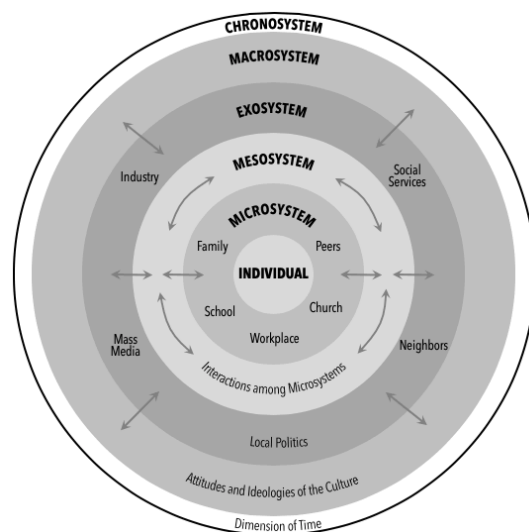 CHRONOSYSTEM
MACROSYSTEM
EXOSYSTEM
MESOSYSTEM
Industry
Social
Services
MICROSYSTEM
Family
Peers
INDIVIDUAL
School
Church
Workplace
Mass
Media
Neighbors
Interactions among Microsystems
Local Politics
Attitudes and Ideologies of the Culture
Dimension of Time